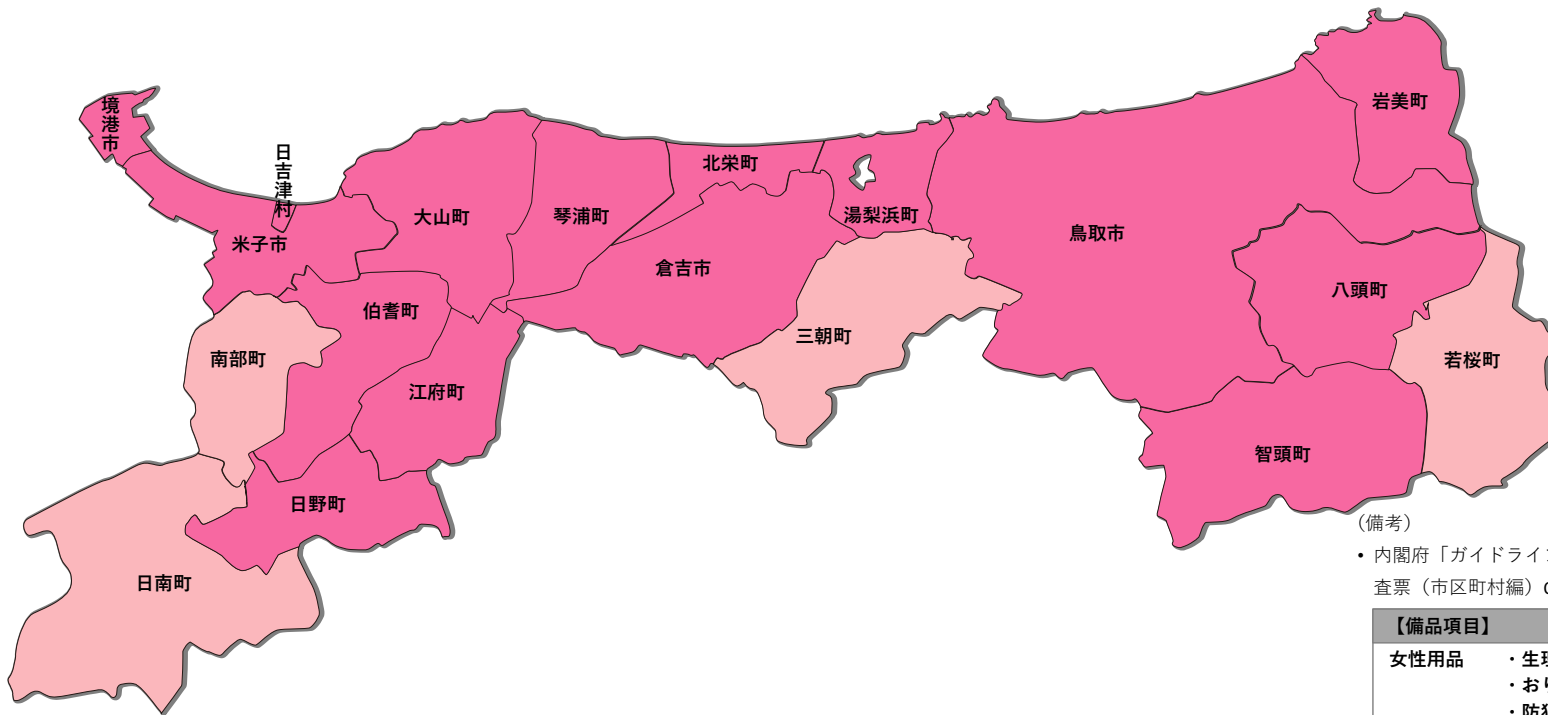 境港市
日吉津村
米子市
大山町
琴浦町
北栄町
湯梨浜町
倉吉市
鳥取市
岩美町
八頭町
若桜町
三朝町
智頭町
伯耆町
南部町
江府町
日野町
日南町
(備考)
• 内閣府「ガイドライ
査票(市区町村編)
【備品項目】
女性用品 ・生理
・お
・防犯